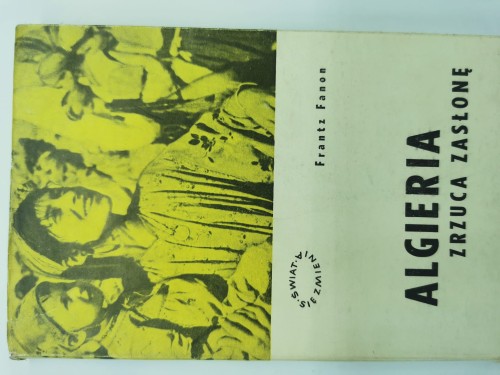 Frantz Fanon
ALGIERIA
ZRZUCA ZASŁONĘ
ŚWIAT SIĘ ZMIENIA